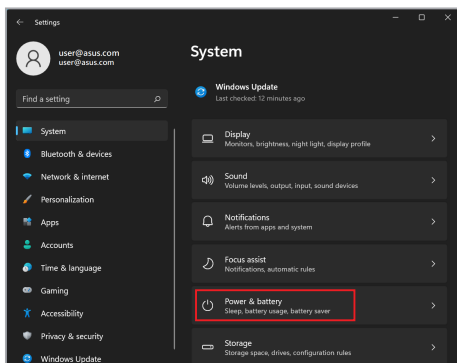 Settings
user@asus.com
user@asus.com
Find a setting
System
Bluetooth & devices
Network & internet
Personalization
Apps
Accounts
Time & language
Gaming
Accessibility
Privacy & security
Windows Update
System
Windows Update
Last checked: 12 minutes ago
Display
Monitors, brightness, night light, display profile
Sound
Volume levels, output, input, sound devices
Notifications
Alerts from apps and system
Focus assist
Notifications, automatic rules
Power & battery
Sleep, battery usage, battery saver
Storage
Storage space, drives, configuration rules